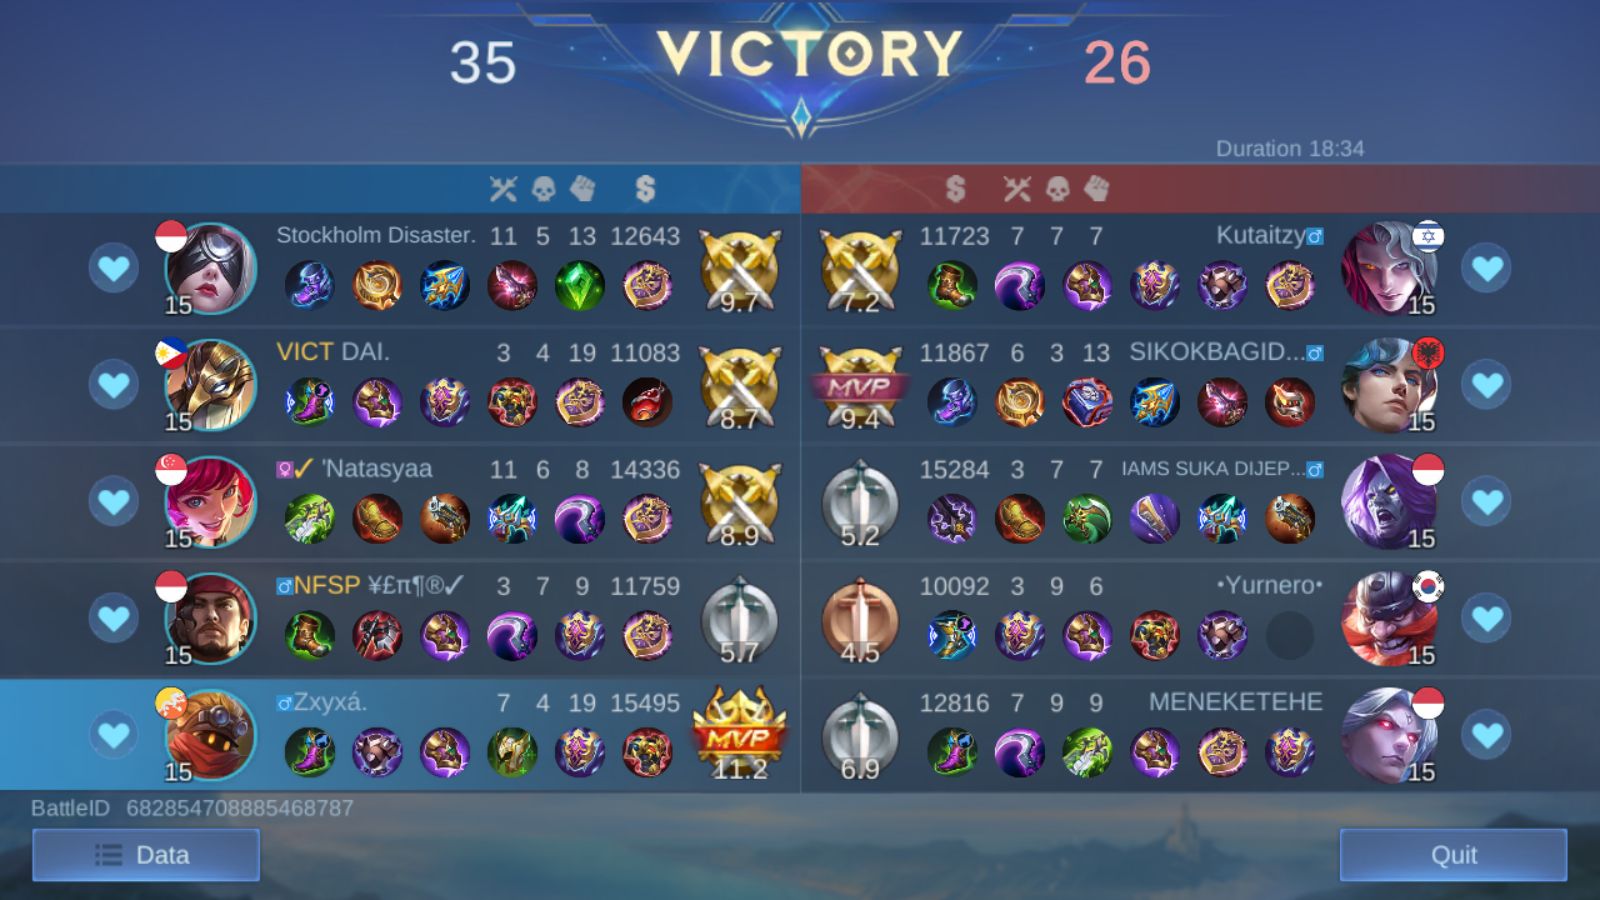 35 VICTORY 26
Duration 18:34
Stockholm Disaster. 11 5 13 12643
15 9.7
11723 7 7 7 Kutaitzy♂
7.2 15
VICT DAI. 3 4 19 11083
15 8.7
11867 6 3 13 SIKOKBAGID...♂
MVP
9.4 15
♀✓ 'Natasyaa 11 6 8 14336
15 8.9
15284 3 7 7 IAMS SUKA DIJEP...♂
5.2 15
♂NFSP ¥£π¶®✓ 3 7 9 11759
15 5.7
10092 3 9 6 •Yurnero•
4.5 15
♂Zxyxá. 7 4 19 15495
MVP
15 11.2
12816 7 9 9 MENEKETEHE
6.9 15
BattleID 682854708885468787
Data
Quit